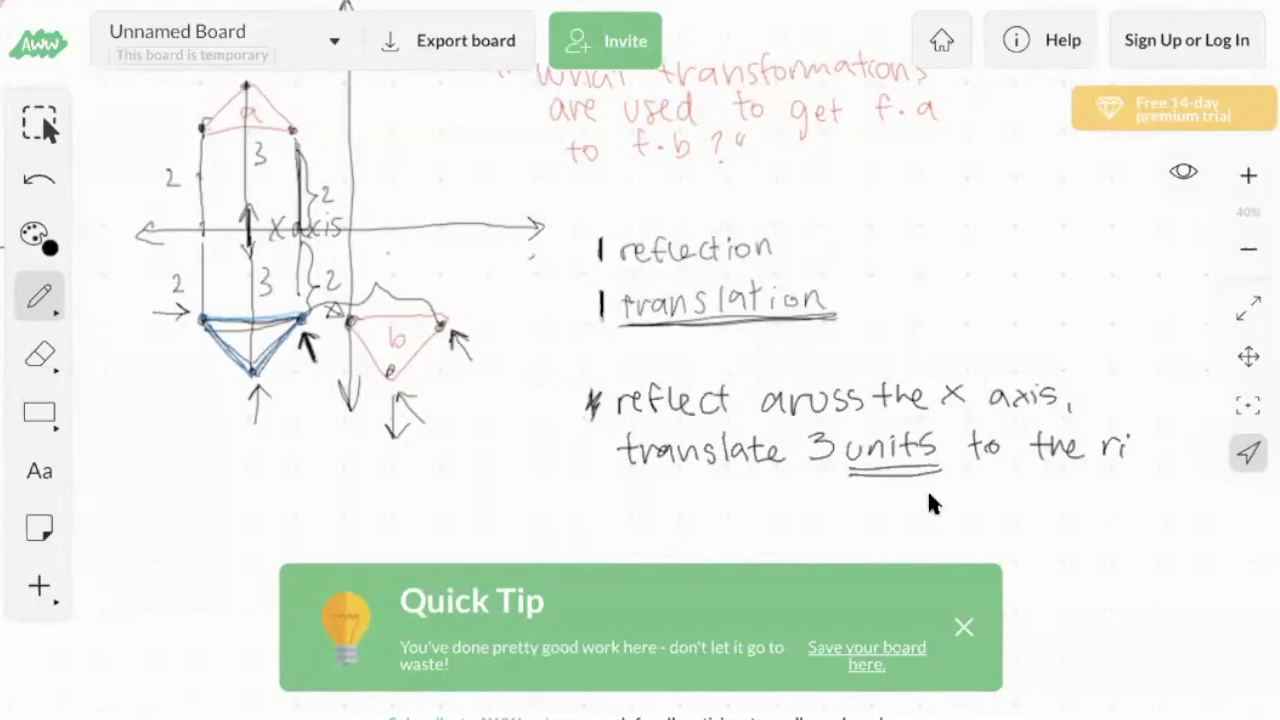 AWW
Unnamed Board
This board is temporary
Export board
Invite
Help
Sign Up or Log In
Free 14-day
premium trial
40%
"What transformations
are used to get f.a
to f.b?"
a
3
2
2
x axis
2
3
2
b
1 reflection
1 translation
* reflect aross the x axis,
translate 3 units to the ri
Aa
Quick Tip
You've done pretty good work here - don't let it go to
waste!
Save your board
here.